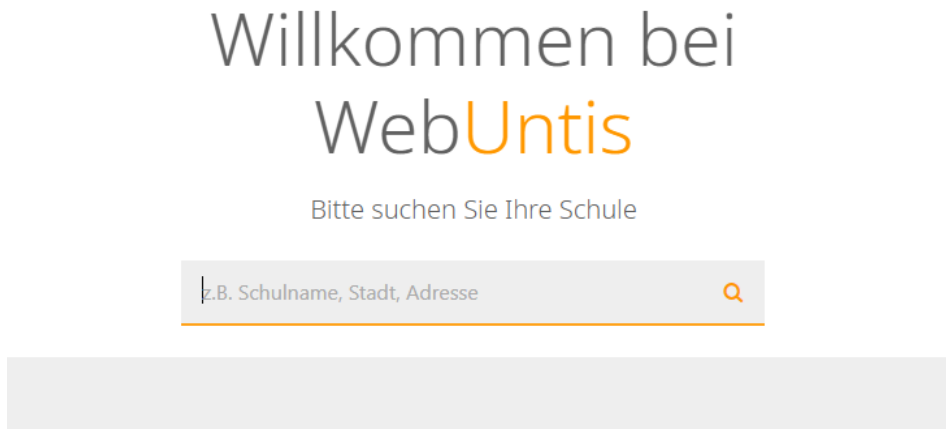 Willkommen bei
WebUntis
Bitte suchen Sie Ihre Schule
z.B. Schulname, Stadt, Adresse